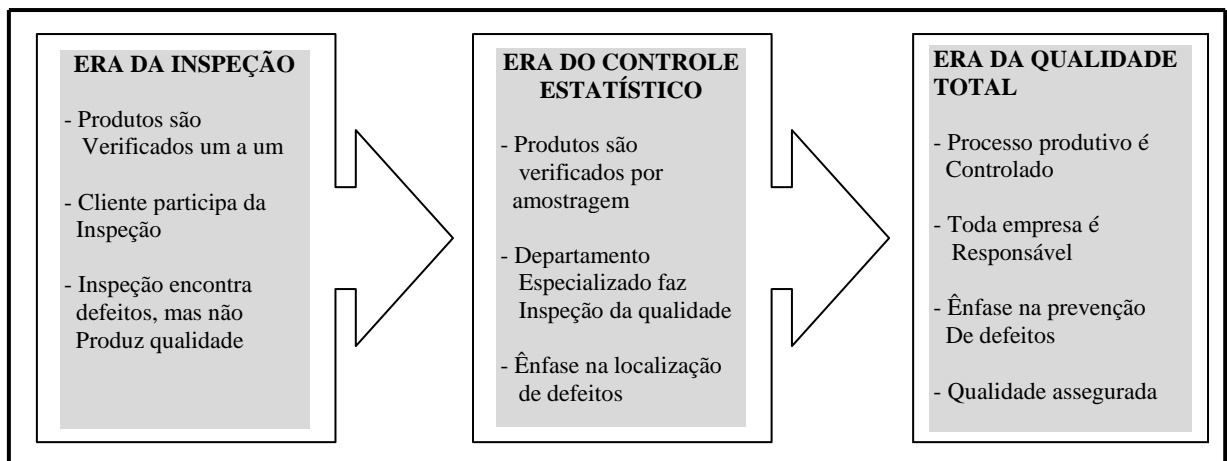 ERA DA INSPEÇÃO
- Produtos são
Verificados um a um
- Cliente participa da
Inspeção
- Inspeção encontra
defeitos, mas não
Produz qualidade
ERA DO CONTROLE
ESTATÍSTICO
- Produtos são
verificados por
amostragem
- Departamento
Especializado faz
Inspeção da qualidade
- Ênfase na localização
de defeitos
ERA DA QUALIDADE
TOTAL
- Processo produtivo é
Controlado
- Toda empresa é
Responsável
- Ênfase na prevenção
De defeitos
- Qualidade assegurada